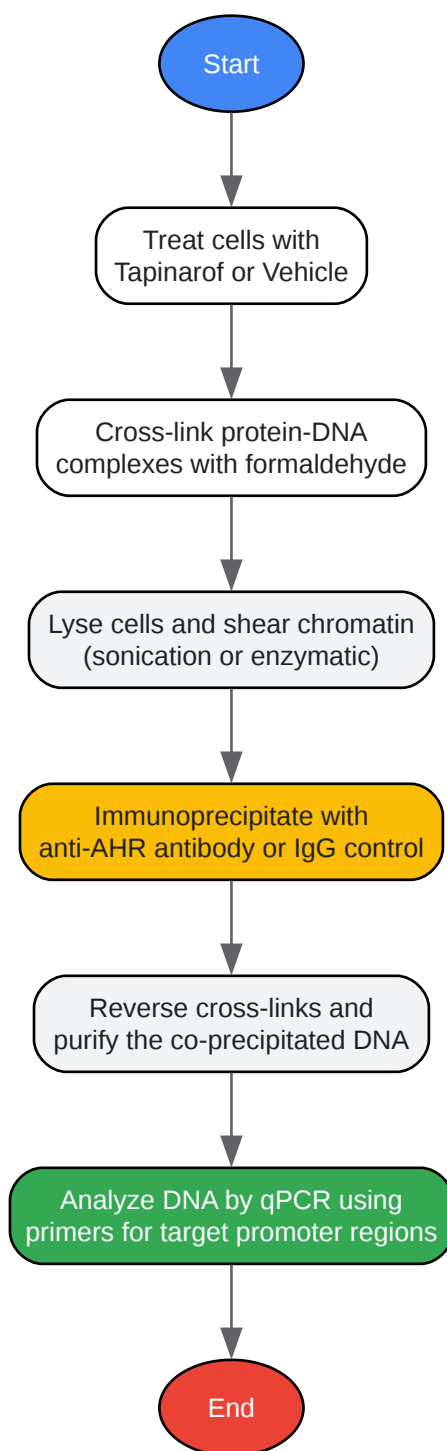 Start
Treat cells with
Tapinarof or Vehicle
Cross-link protein-DNA
complexes with formaldehyde
Lyse cells and shear chromatin
(sonication or enzymatic)
Immunoprecipitate with
anti-AHR antibody or IgG control
Reverse cross-links and
purify the co-precipitated DNA
Analyze DNA by qPCR using
primers for target promoter regions
End